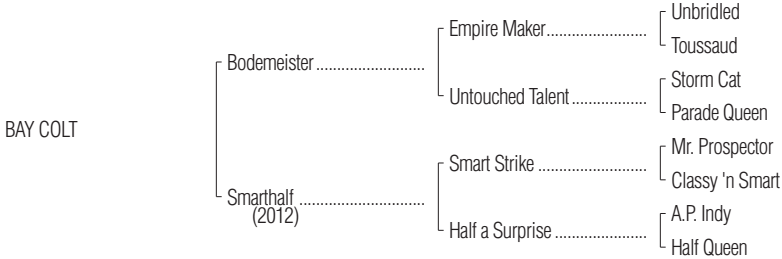 Unbridled
Empire Maker......................
Toussaud
Bodemeister..........................
Storm Cat
Untouched Talent..................
Parade Queen
BAY COLT
Mr. Prospector
Smart Strike ..........................
Classy 'n Smart
Smarthalf ..............................
(2012)
A.P. Indy
Half a Surprise ......................
Half Queen